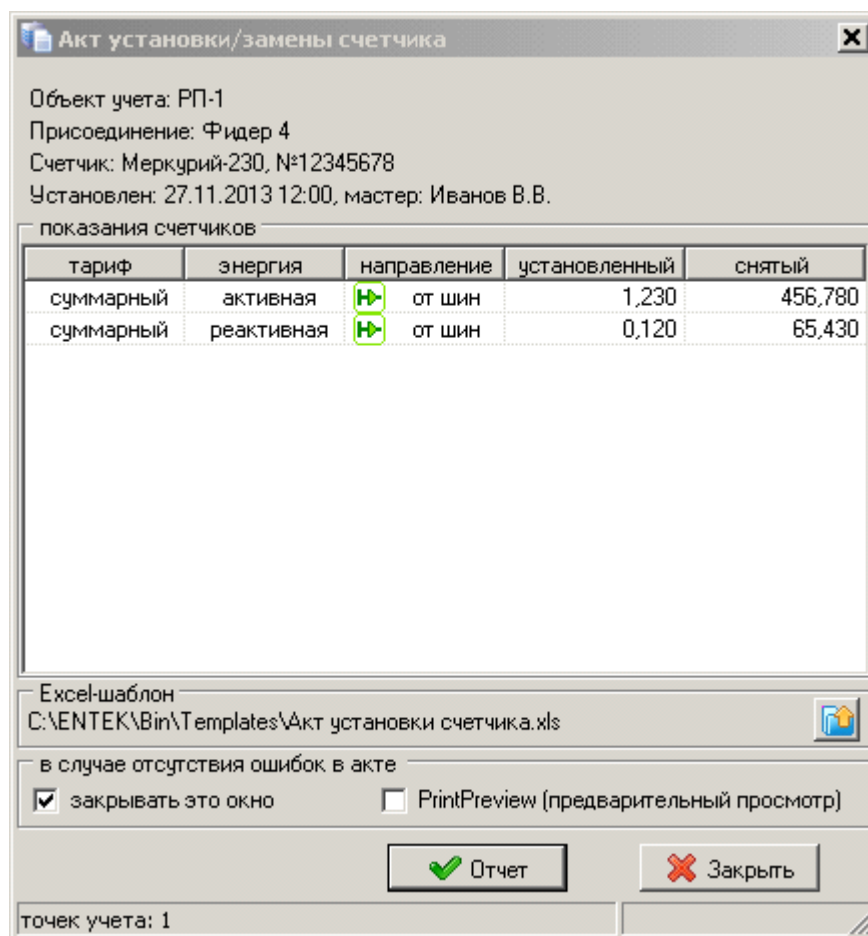 Акт установки/замены счетчика
Объект учета: РП-1
Присоединение: Фидер 4
Счетчик: Меркурий-230, №12345678
Установлен: 27.11.2013 12:00, мастер: Иванов В.В.
показания счетчиков
тариф энергия направление установленный снятый
суммарный активная от шин 1,230 456,780
суммарный реактивная от шин 0,120 65,430
Excel-шаблон
C:\ENTEK\Bin\Templates\Акт установки счетчика.xls
в случае отсутствия ошибок в акте
закрывать это окно PrintPreview (предварительный просмотр)
Отчет Закрыть
точек учета: 1